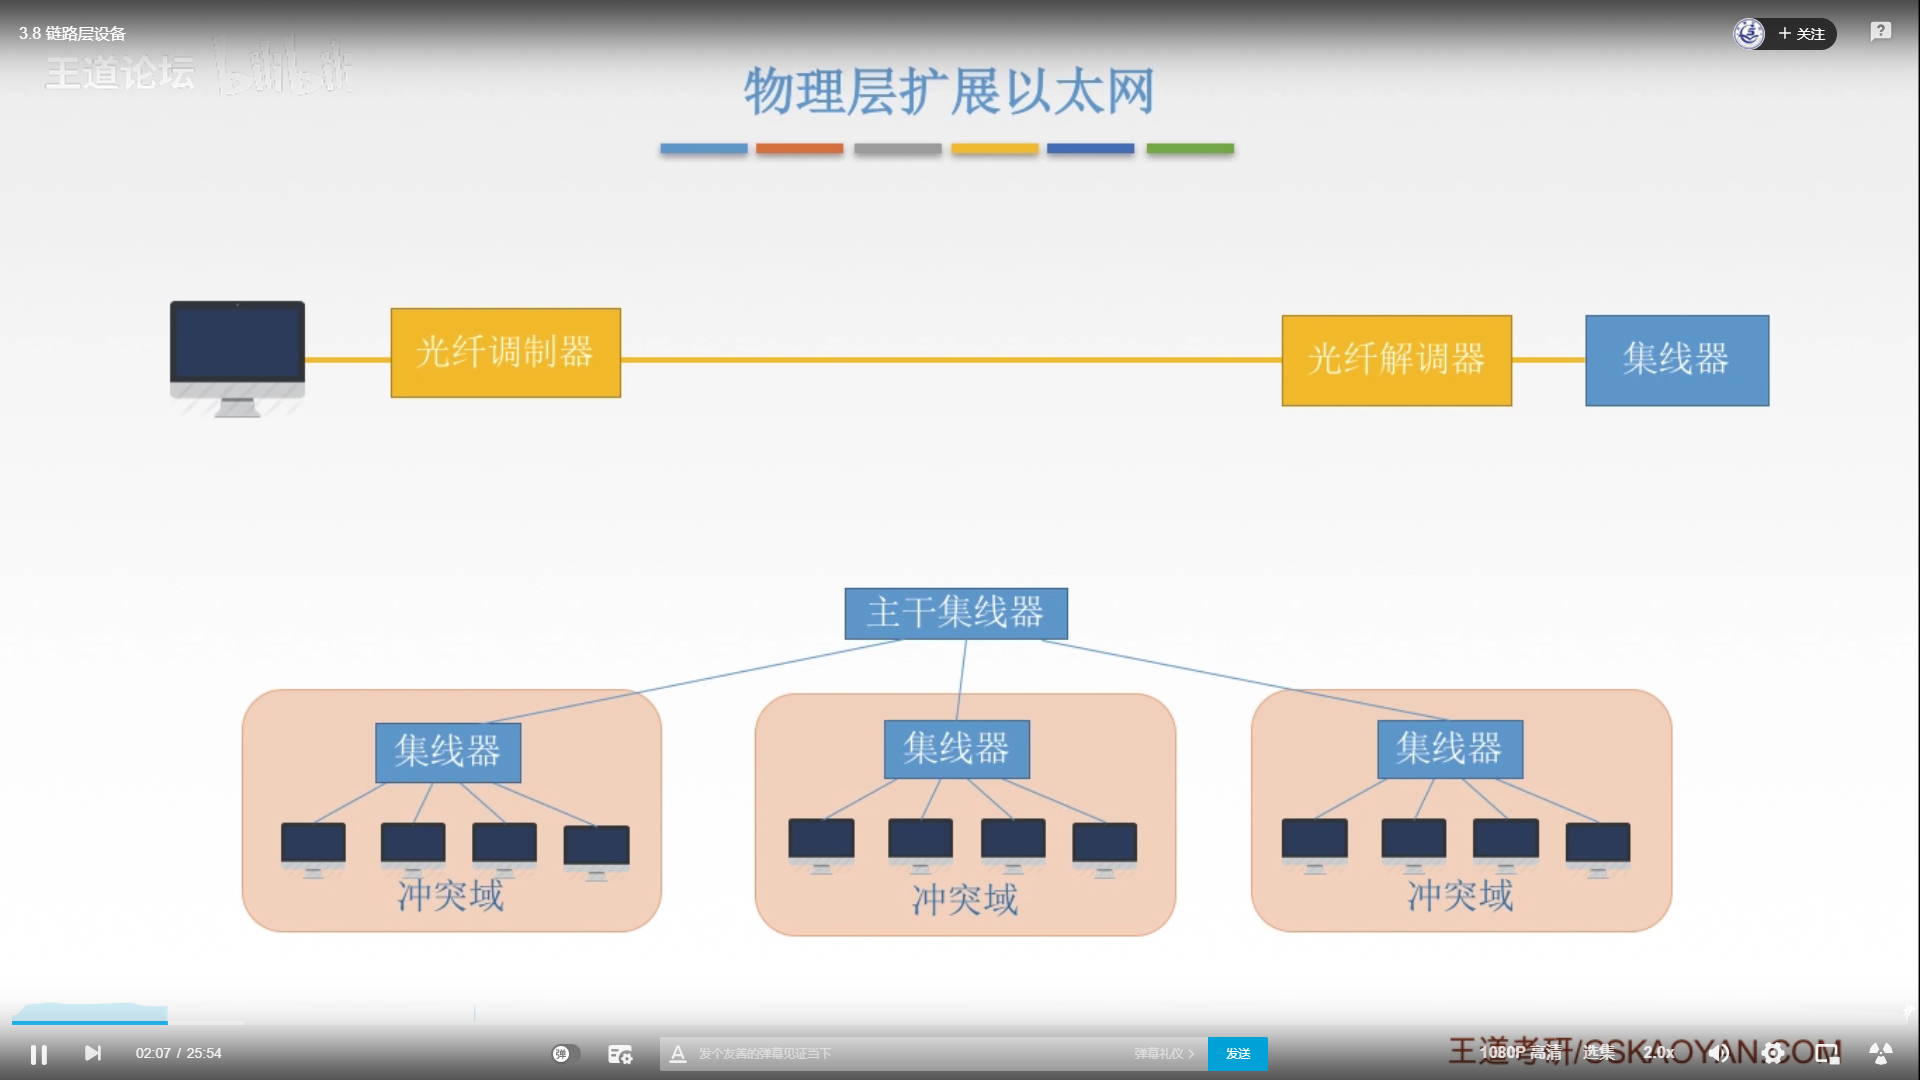 3.8 链路层设备
+ 关注
?
王道论坛 bilibili
物理层扩展以太网
光纤调制器
光纤解调器
集线器
主干集线器
集线器
集线器
集线器
冲突域
冲突域
冲突域
02:07 / 25:54
弹
A 发个友善的弹幕见证当下
弹幕礼仪 >
发送
王道考研/CSKAOYAN.COM
1080P 高清
选集
2.0x